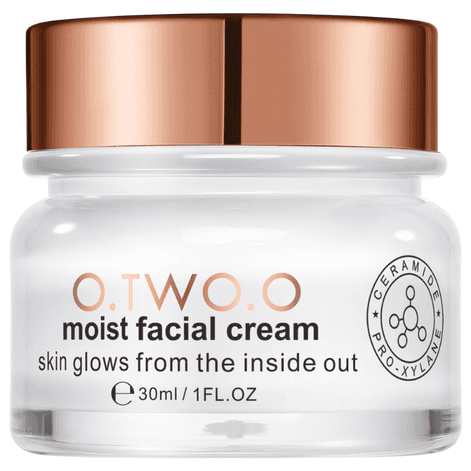 O.TWO.O
moist facial cream
skin glows from the inside out
℮30ml / 1FL.OZ
CERAMIDE
PRO-XYLANE